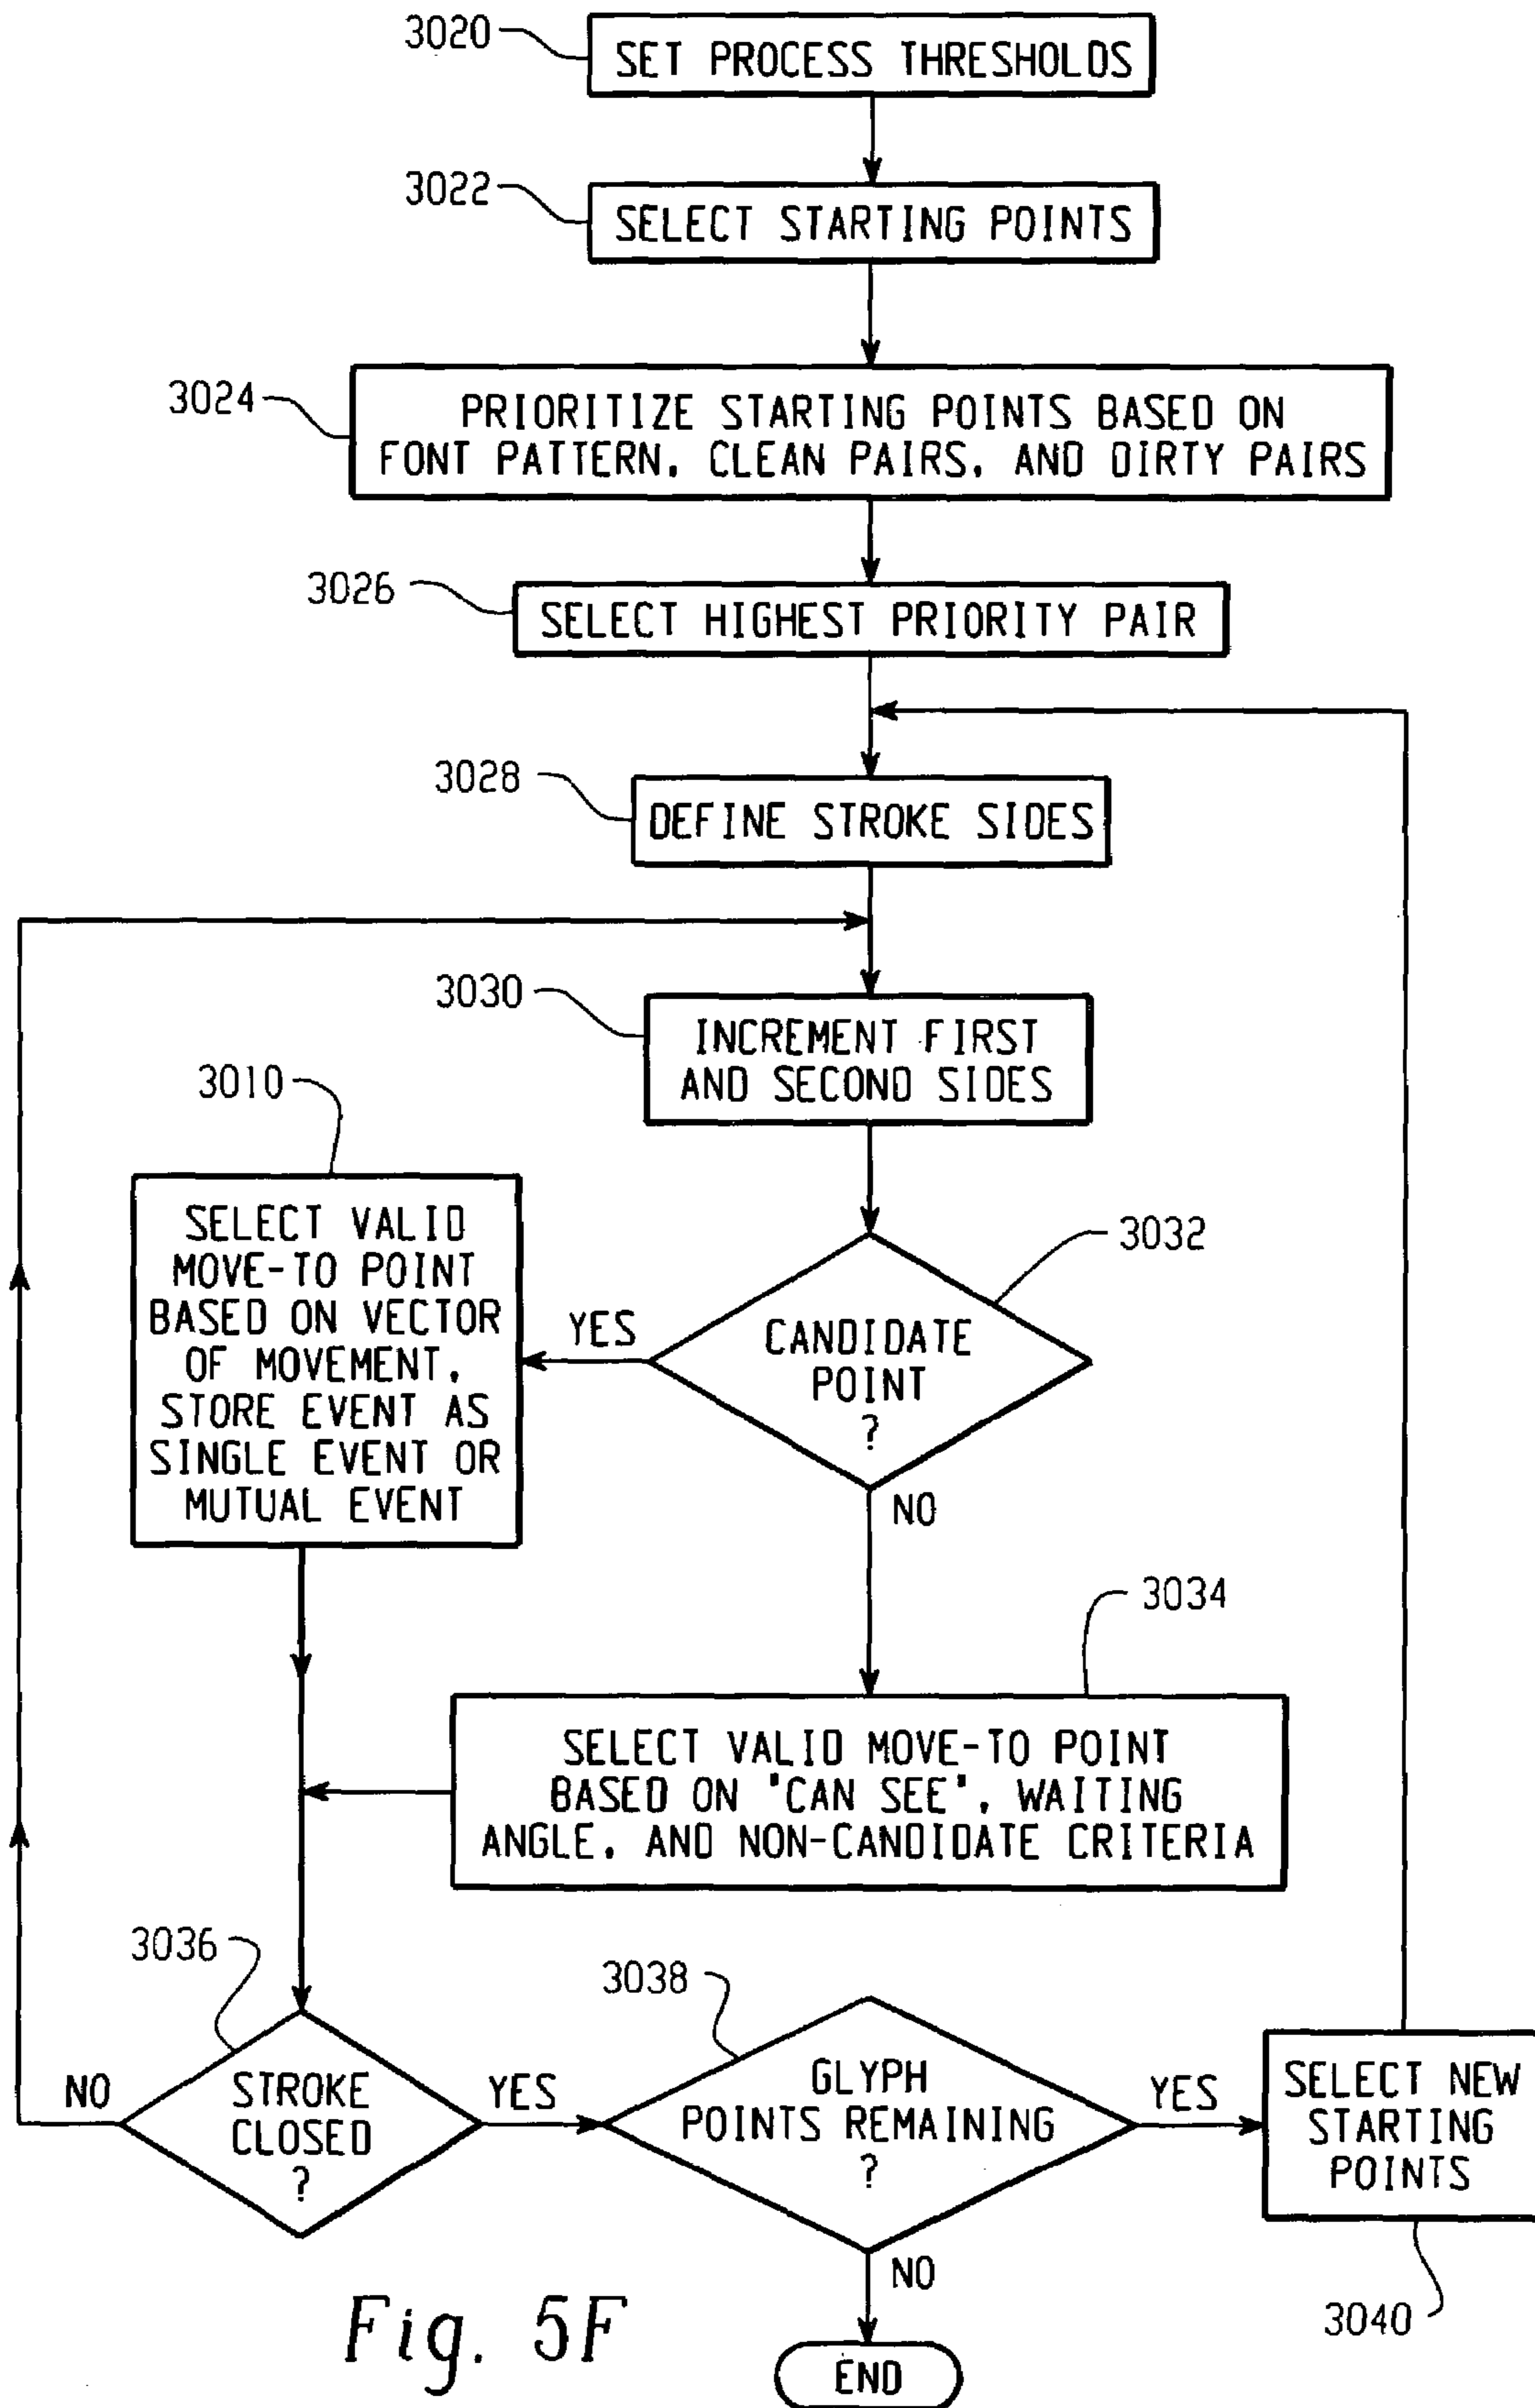 3020
SET PROCESS THRESHOLDS
3022
SELECT STARTING POINTS
3024
PRIORITIZE STARTING POINTS BASED ON
FONT PATTERN, CLEAN PAIRS, AND DIRTY PAIRS
3026
SELECT HIGHEST PRIORITY PAIR
3028
DEFINE STROKE SIDES
3030
INCREMENT FIRST
AND SECOND SIDES
3010
SELECT VALID
MOVE-TO POINT
BASED ON VECTOR
OF MOVEMENT,
STORE EVENT AS
SINGLE EVENT OR
MUTUAL EVENT
3032
YES
CANDIDATE
POINT
?
NO
3034
SELECT VALID MOVE-TO POINT
BASED ON "CAN SEE", WAITING
ANGLE, AND NON-CANDIDATE CRITERIA
3036
NO
STROKE
CLOSED
?
YES
3038
GLYPH
POINTS REMAINING
?
YES
SELECT NEW
STARTING
POINTS
3040
NO
END
Fig. 5F